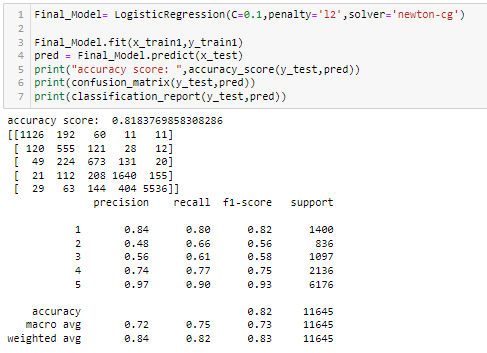 1 Final_Model= LogisticRegression(C=0.1,penalty='l2',solver='newton-cg')
2
3 Final_Model.fit(x_train1,y_train1)
4 pred = Final_Model.predict(x_test)
5 print("accuracy score: ",accuracy_score(y_test,pred))
6 print(confusion_matrix(y_test,pred))
7 print(classification_report(y_test,pred))
accuracy score: 0.8183769858308286
[[1126 192 60 11 11]
[ 120 555 121 28 12]
[ 49 224 673 131 20]
[ 21 112 208 1640 155]
[ 29 63 144 404 5536]]
precision recall f1-score support
1 0.84 0.80 0.82 1400
2 0.48 0.66 0.56 836
3 0.56 0.61 0.58 1097
4 0.74 0.77 0.75 2136
5 0.97 0.90 0.93 6176
accuracy 0.82 11645
macro avg 0.72 0.75 0.73 11645
weighted avg 0.84 0.82 0.83 11645